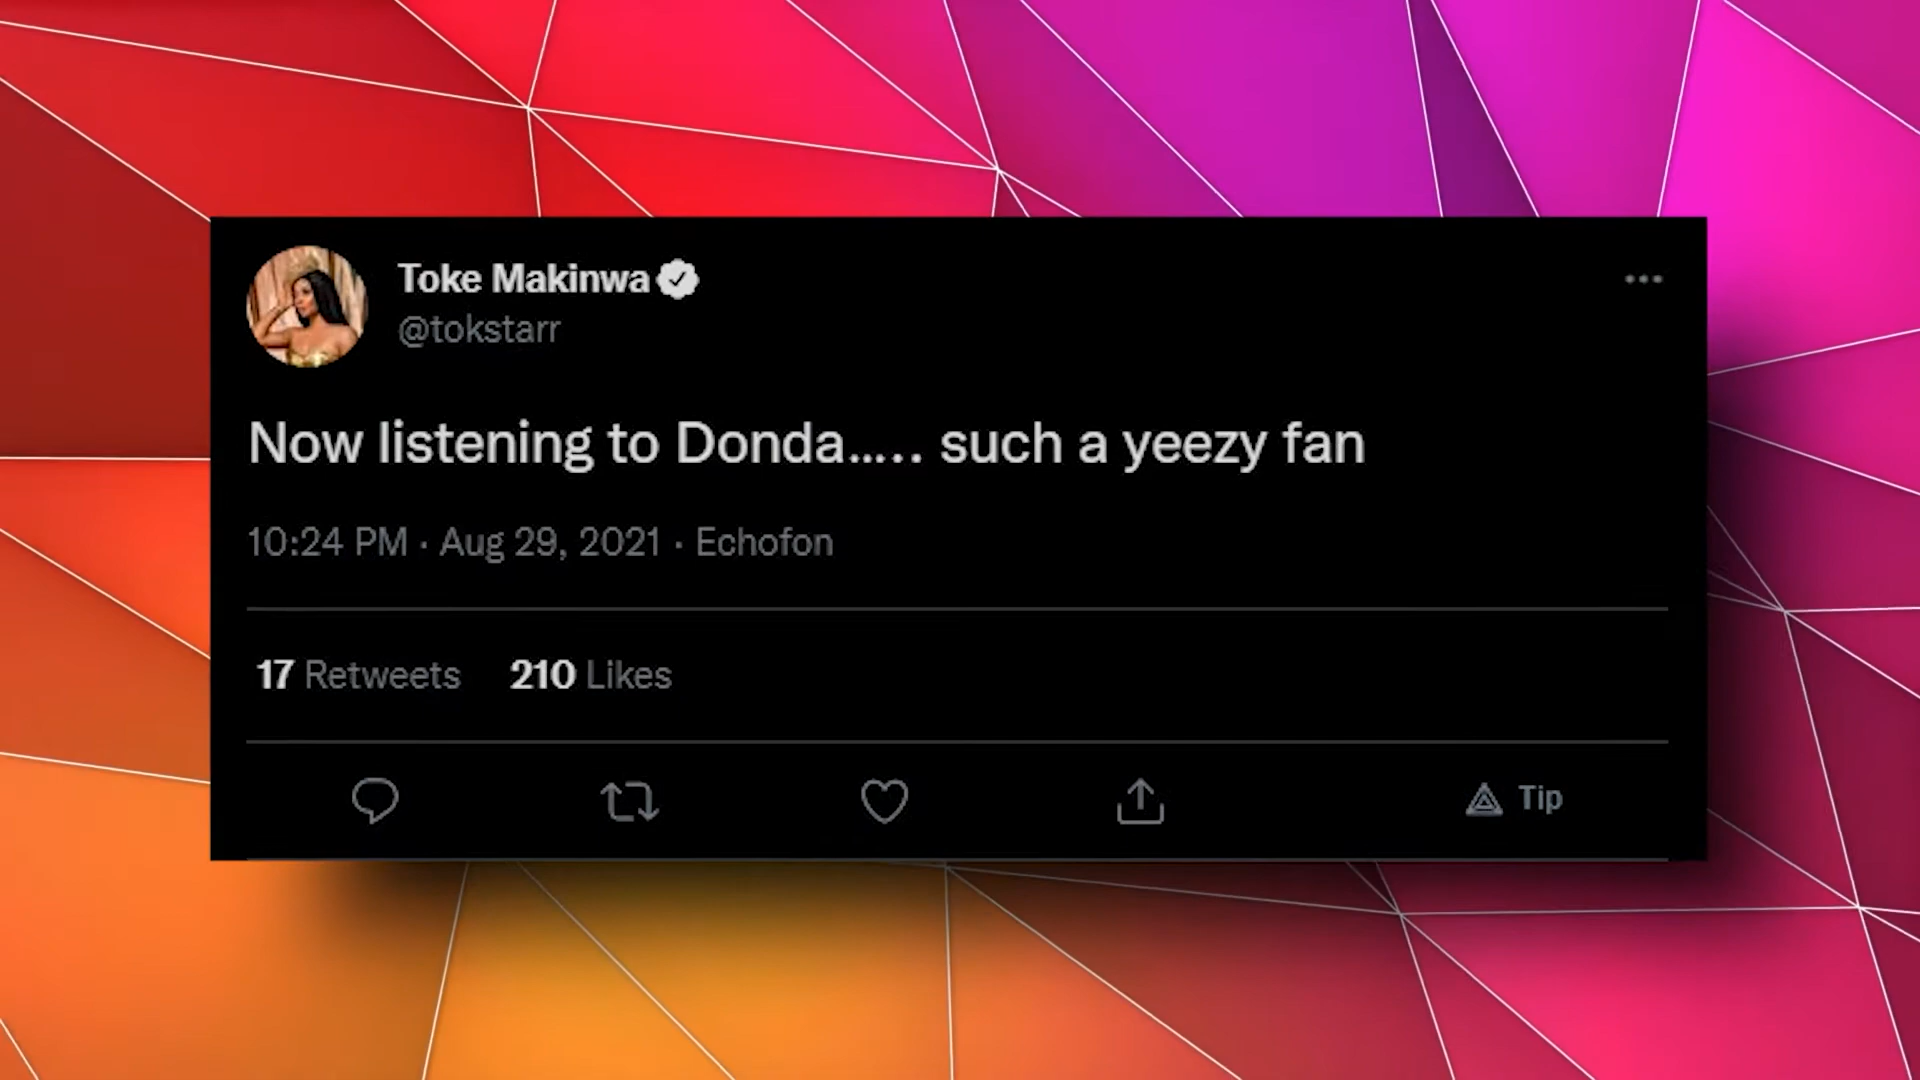 Toke Makinwa
@tokstarr
Now listening to Donda..... such a yeezy fan
10:24 PM · Aug 29, 2021 · Echofon
17 Retweets 210 Likes
Tip